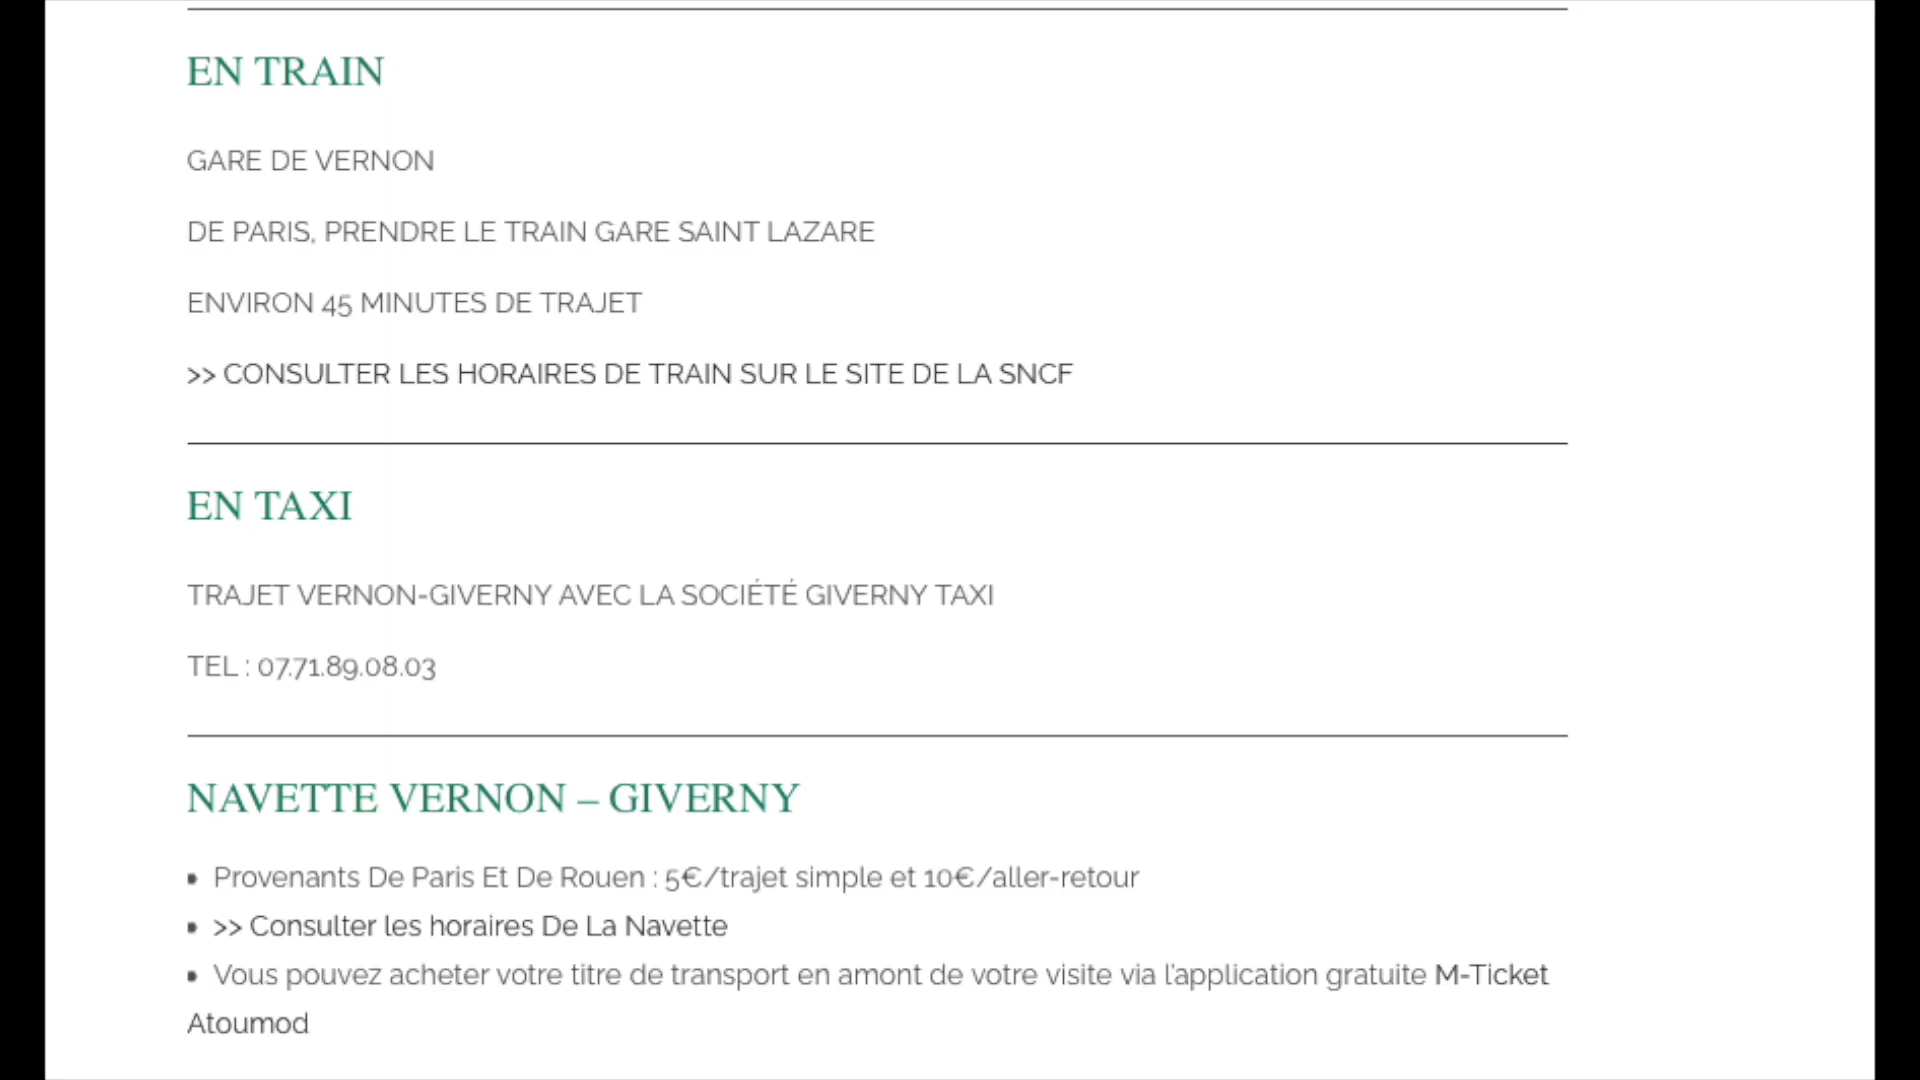 EN TRAIN
GARE DE VERNON
DE PARIS, PRENDRE LE TRAIN GARE SAINT LAZARE
ENVIRON 45 MINUTES DE TRAJET
>> CONSULTER LES HORAIRES DE TRAIN SUR LE SITE DE LA SNCF
EN TAXI
TRAJET VERNON-GIVERNY AVEC LA SOCIÉTÉ GIVERNY TAXI
TEL : 07.71.89.08.03
NAVETTE VERNON – GIVERNY
• Provenants De Paris Et De Rouen : 5€/trajet simple et 10€/aller-retour
• >> Consulter les horaires De La Navette
• Vous pouvez acheter votre titre de transport en amont de votre visite via l'application gratuite M-Ticket
Atoumod